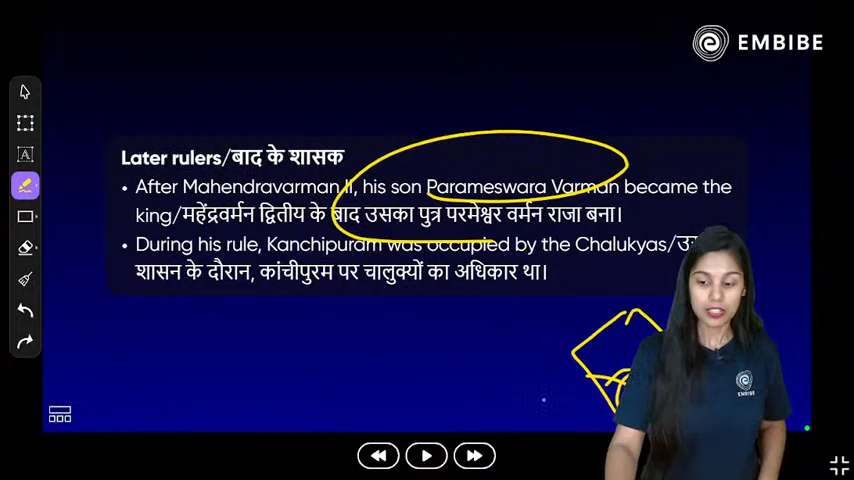 EMBIBE
Later rulers/बाद के शासक
• After Mahendravarman II, his son Parameswara Varman became the
king/महेंद्रवर्मन द्वितीय के बाद उसका पुत्र परमेश्वर वर्मन राजा बना।
• During his rule, Kanchipuram was occupied by the Chalukyas/
शासन के दौरान, कांचीपुरम पर चालुक्यों का अधिकार था।
EMBIBE